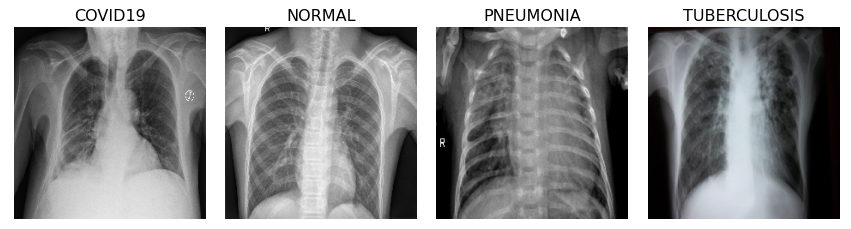 COVID19
NORMAL
PNEUMONIA
TUBERCULOSIS
R
R